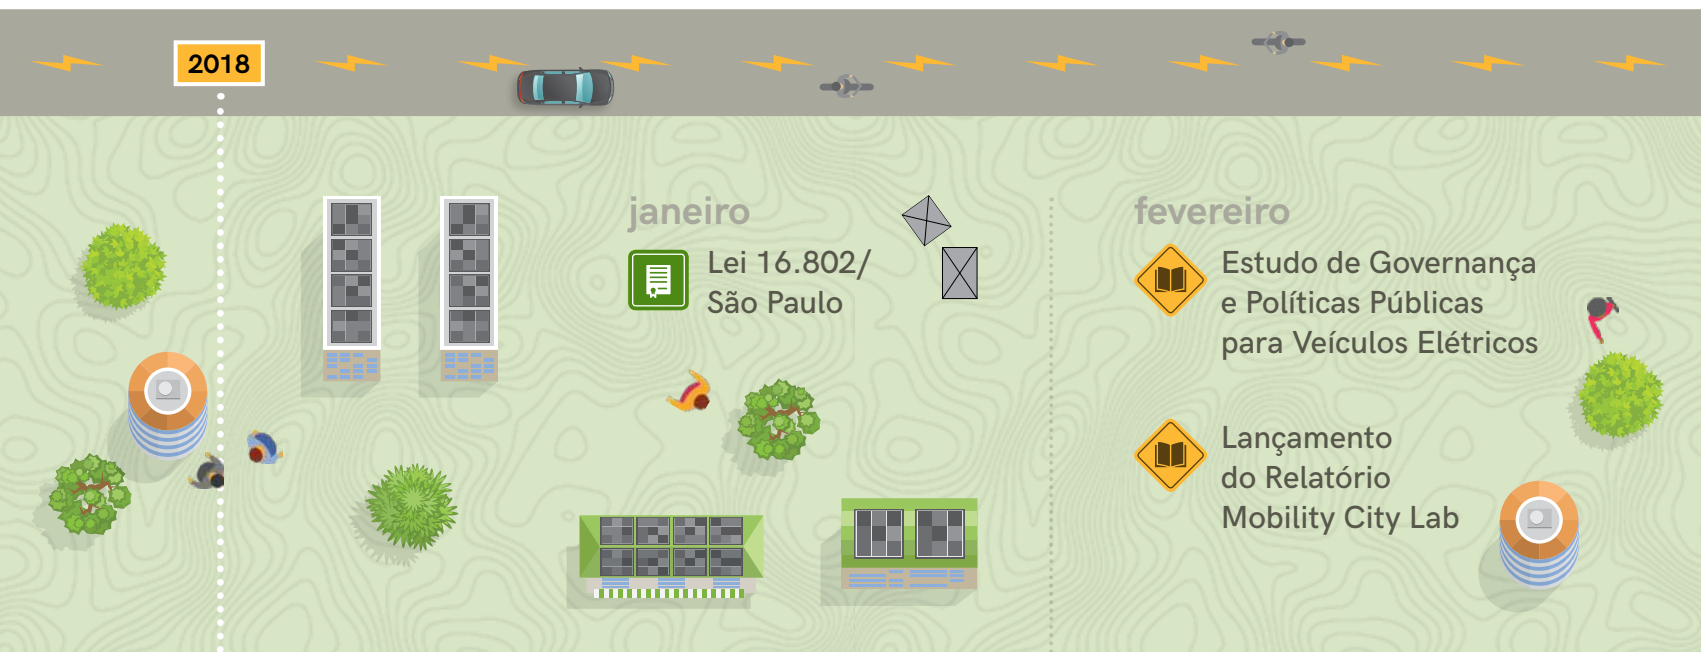 2018
janeiro
Lei 16.802/
São Paulo
fevereiro
Estudo de Governança
e Políticas Públicas
para Veículos Elétricos
Lançamento
do Relatório
Mobility City Lab